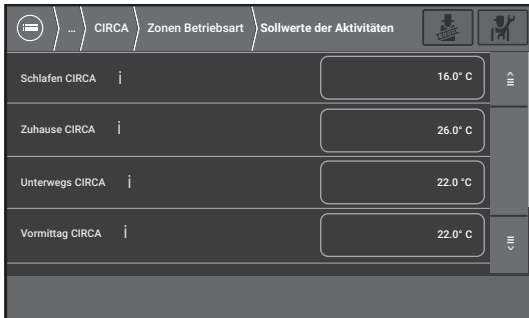 … CIRCA Zonen Betriebsart Sollwerte der Aktivitäten
Schlafen CIRCA i 16.0° C
Zuhause CIRCA i 26.0° C
Unterwegs CIRCA i 22.0 °C
Vormittag CIRCA i 22.0° C